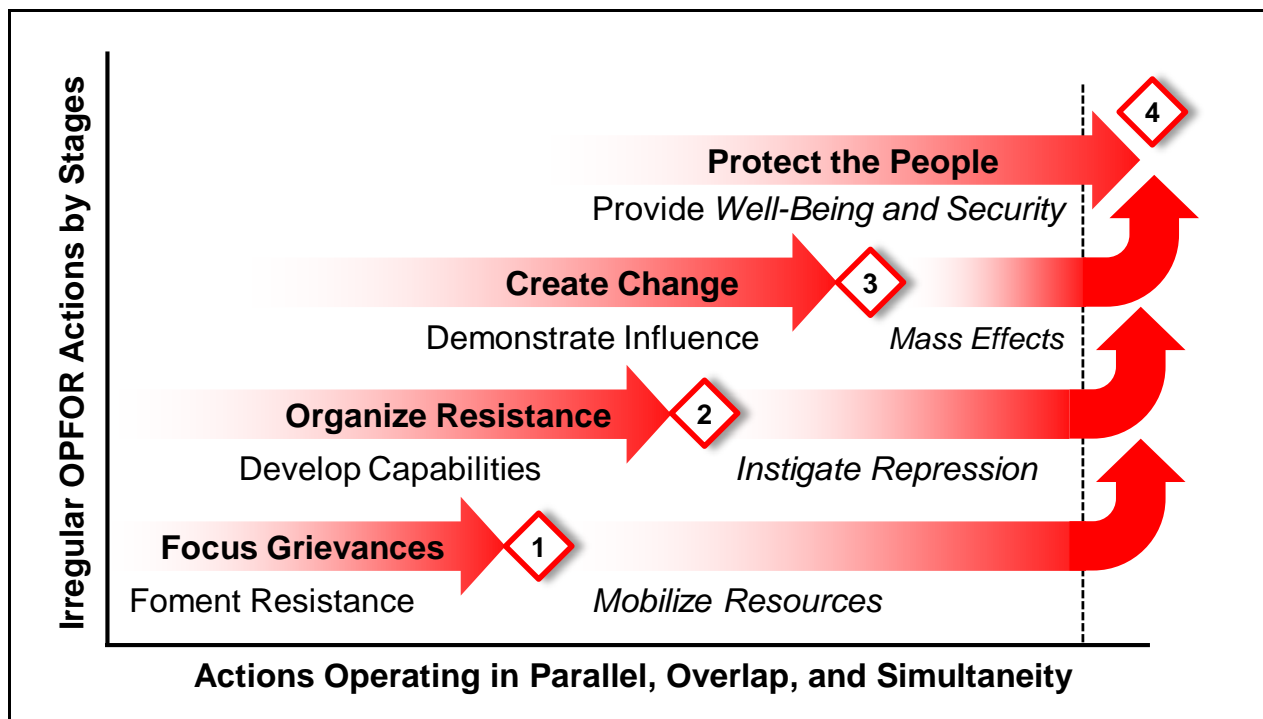 Irregular OPFOR Actions by Stages
4
Protect the People
Provide Well-Being and Security
Create Change
3
Demonstrate Influence
Mass Effects
Organize Resistance
2
Develop Capabilities
Instigate Repression
Focus Grievances
1
Foment Resistance
Mobilize Resources
Actions Operating in Parallel, Overlap, and Simultaneity